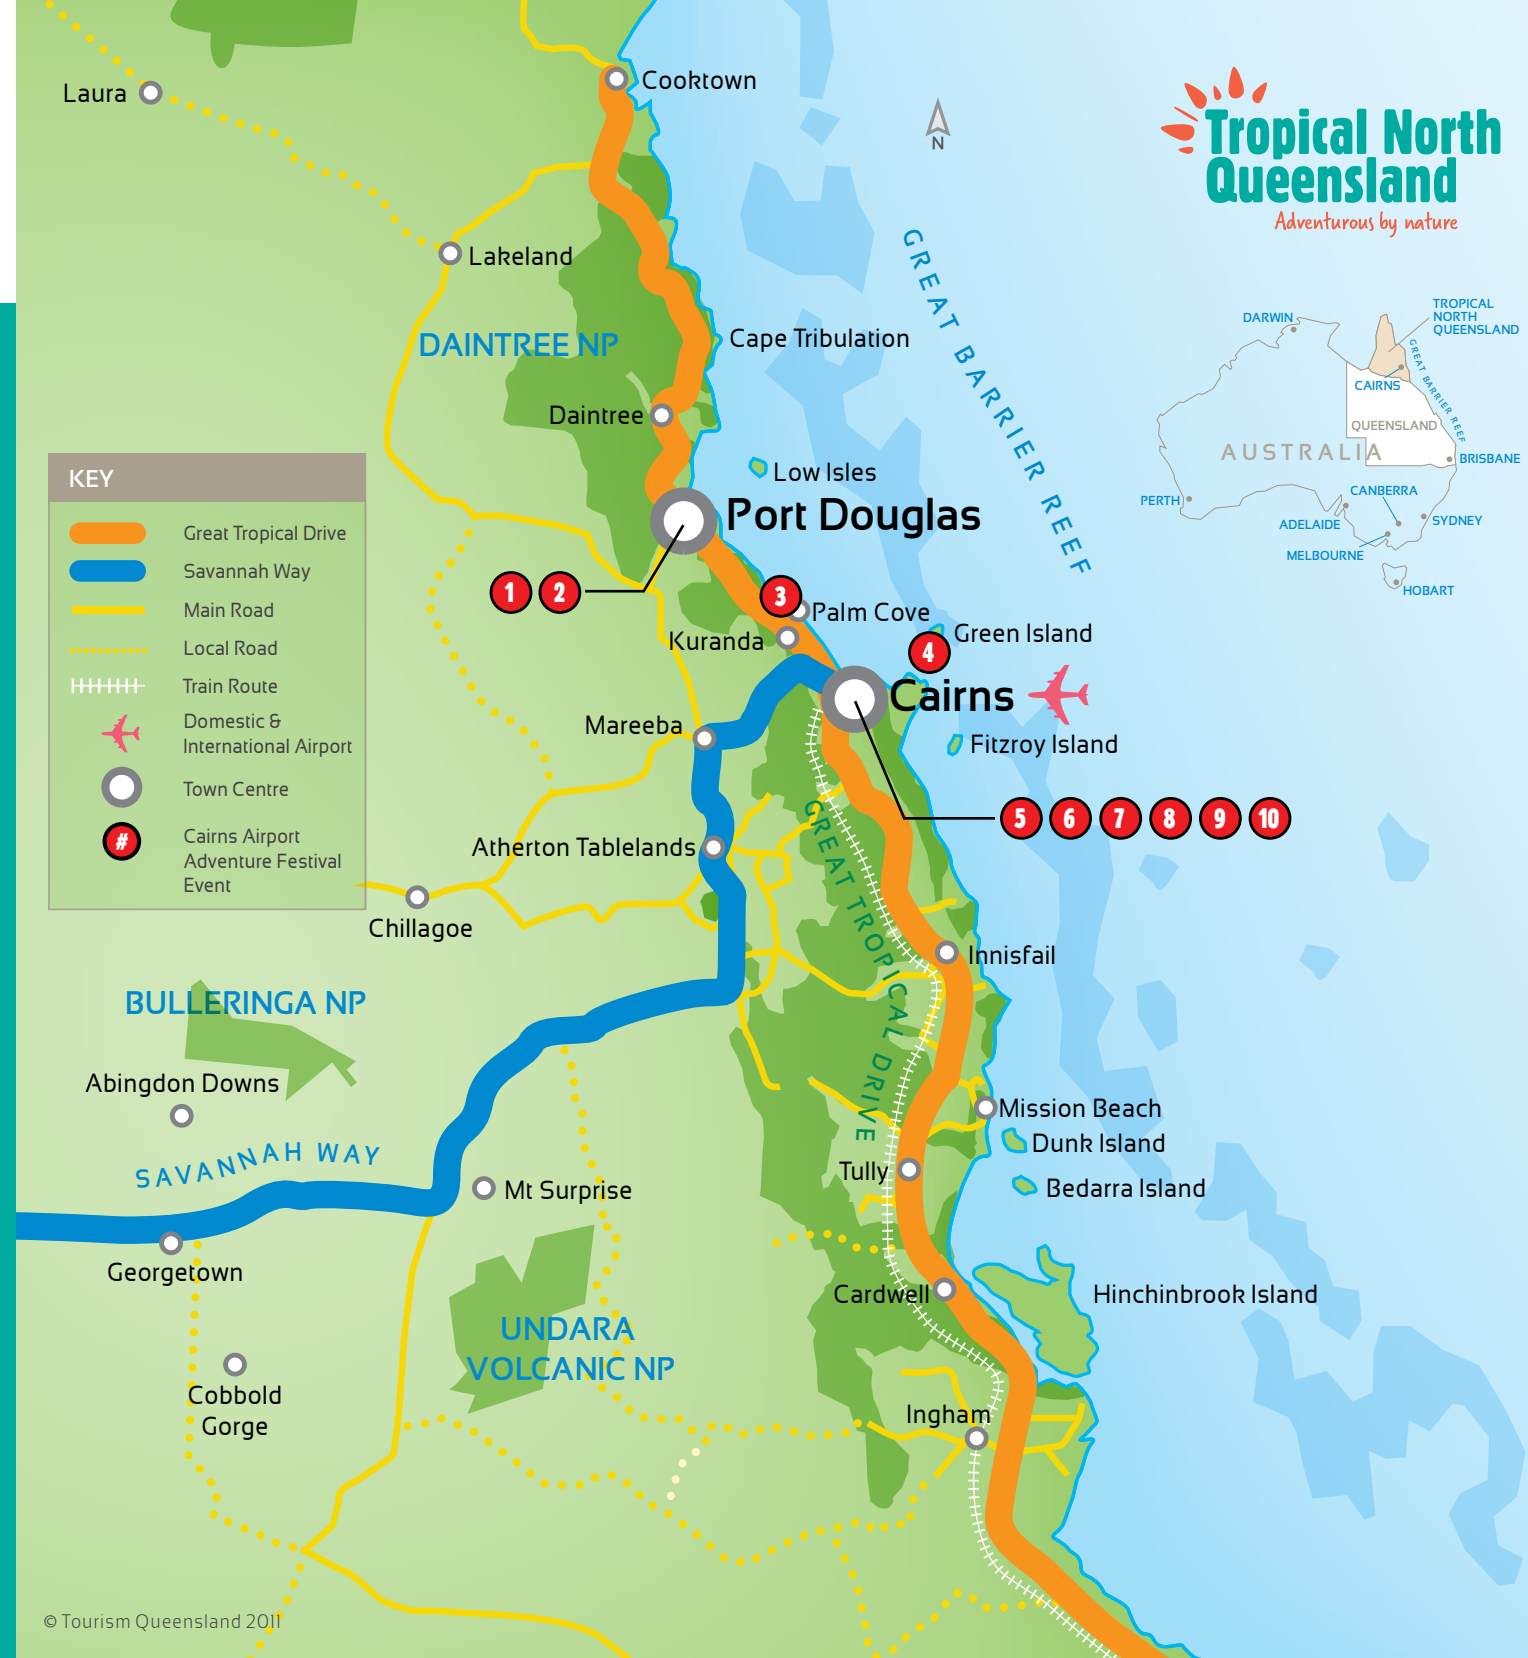 Laura
Cooktown
N
Tropical North
Queensland
Adventurous by nature
Lakeland
GREAT BARRIER REEF
DAINTREE NP
Cape Tribulation
Daintree
Low Isles
Port Douglas
DARWIN
TROPICAL
NORTH
QUEENSLAND
GREAT BARRIER REEF
CAIRNS
QUEENSLAND
AUSTRALIA
BRISBANE
PERTH
CANBERRA
ADELAIDE
SYDNEY
MELBOURNE
HOBART
KEY
Great Tropical Drive
Savannah Way
Main Road
Local Road
Train Route
Domestic &
International Airport
Town Centre
#
Cairns Airport
Adventure Festival
Event
1 2
3
Palm Cove
Kuranda
Green Island
4
Cairns
Mareeba
Fitzroy Island
5 6 7 8 9 10
Atherton Tablelands
GREAT TROPICAL DRIVE
Chillagoe
Innisfail
BULLERINGA NP
Abingdon Downs
Mission Beach
Dunk Island
SAVANNAH WAY
Tully
Mt Surprise
Bedarra Island
Georgetown
Cardwell
Hinchinbrook Island
UNDARA
VOLCANIC NP
Cobbold
Gorge
Ingham
© Tourism Queensland 2011